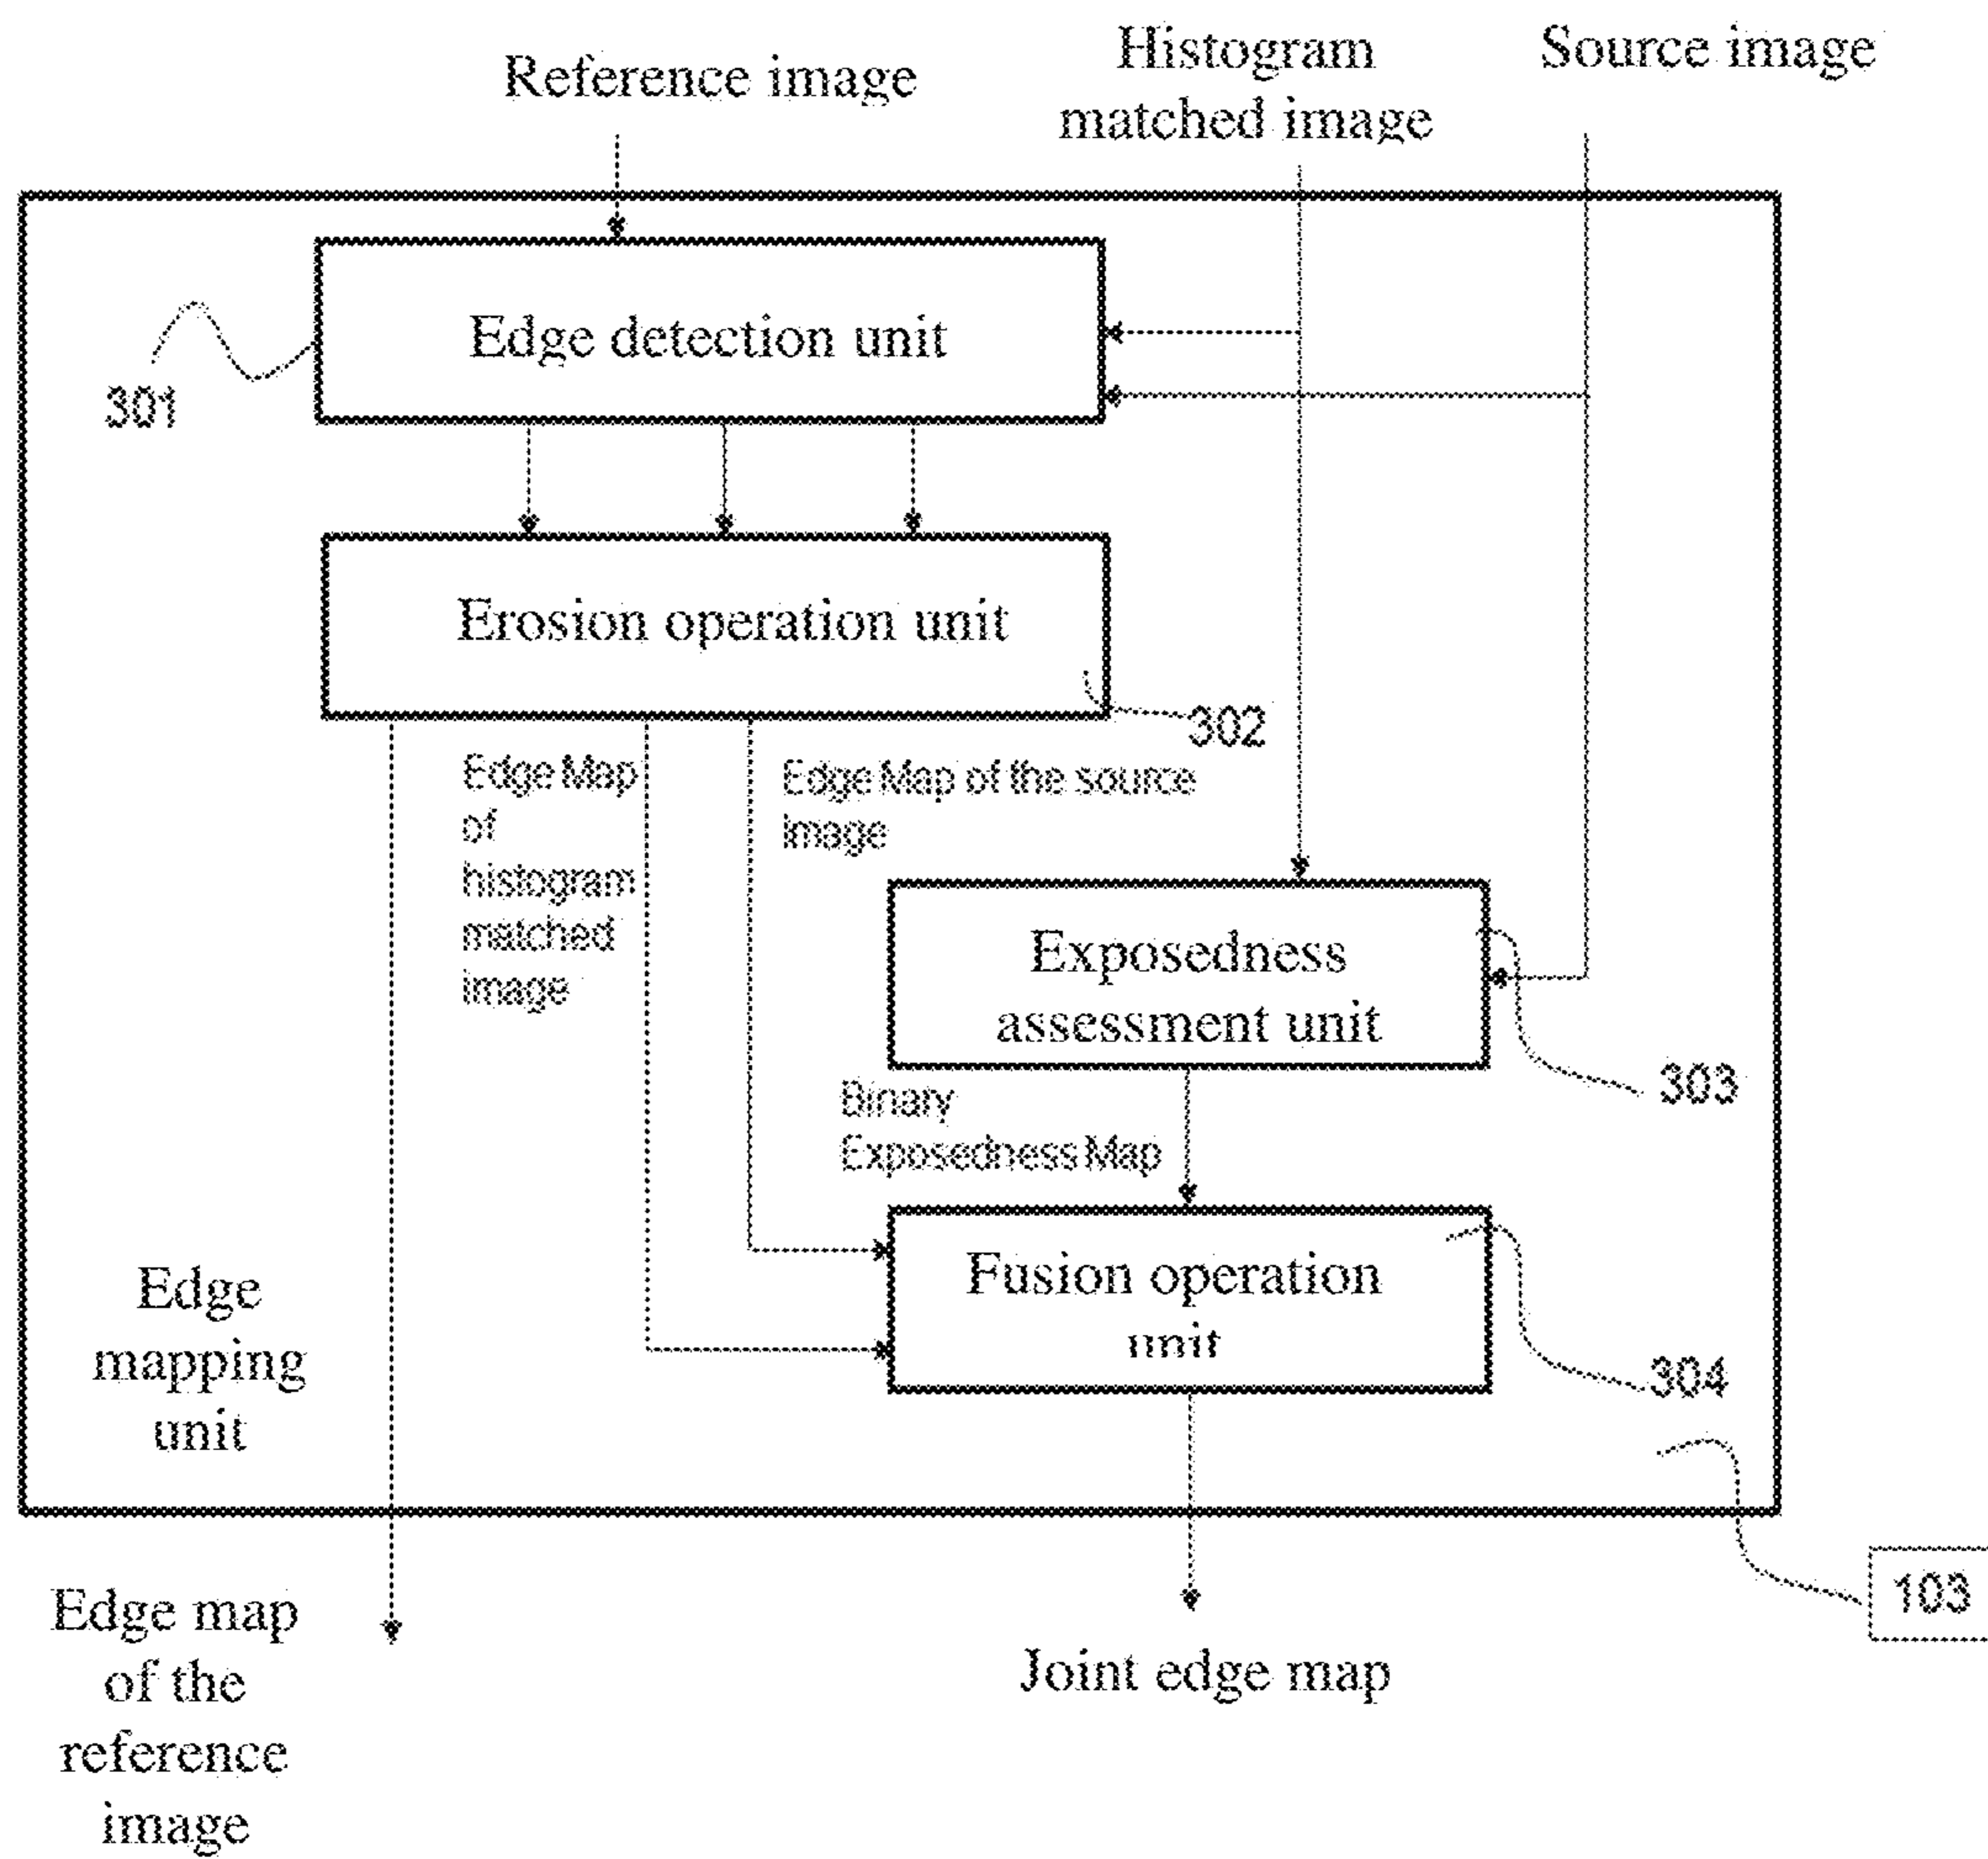 Reference image
Histogram
matched image
Source image
Edge detection unit
301
Erosion operation unit
302
Edge Map
of
histogram
matched
image
Edge Map of the source
image
Exposedness
assessment unit
303
Binary
Exposedness Map
Fusion operation
unit
304
Edge
mapping
unit
103
Edge map
of the
reference
image
Joint edge map